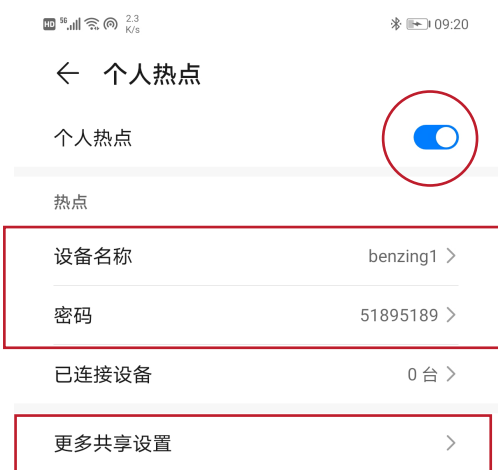 HD 5G 2.3 K/s 09:20
个人热点
个人热点
热点
设备名称 benzing1
密码 51895189
已连接设备 0 台
更多共享设置